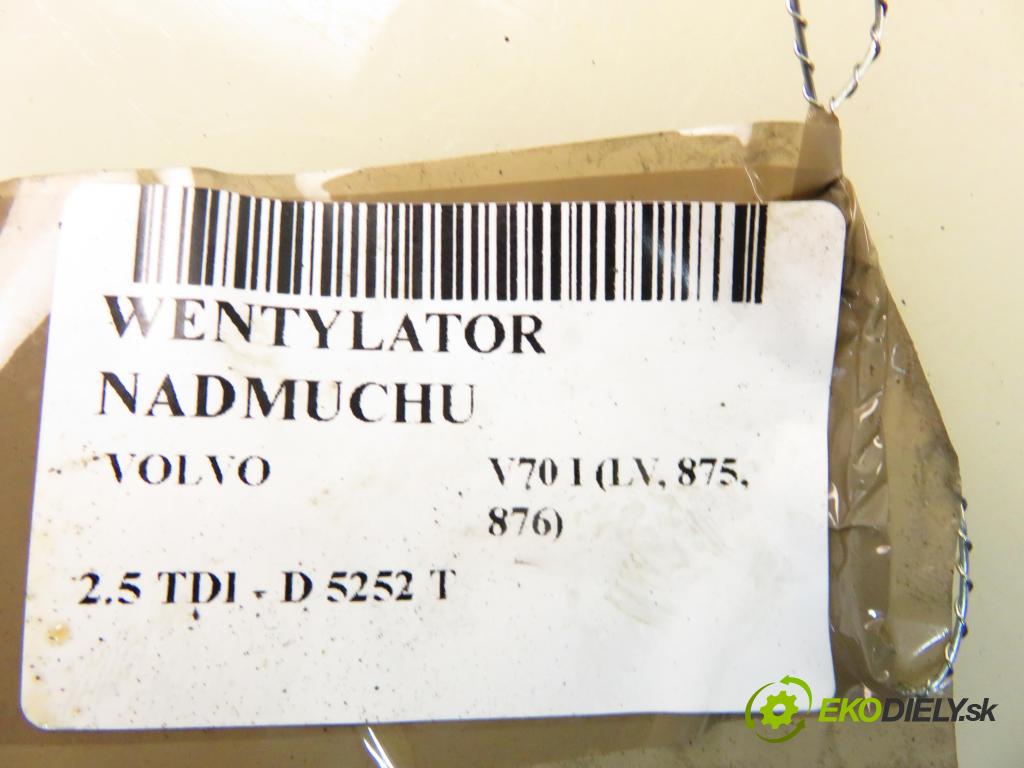 WENTYLATOR
NADMUCHU
VOLVO V70 I (LV, 875,
876)
2.5 TDI - D 5252 T
EKODIELY.sk